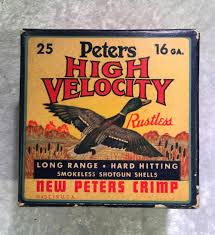 25 Peters 16 GA.
HIGH
VELOCITY
Rustless
LONG RANGE • HARD HITTING
SMOKELESS SHOTGUN SHELLS
NEW PETERS CRIMP